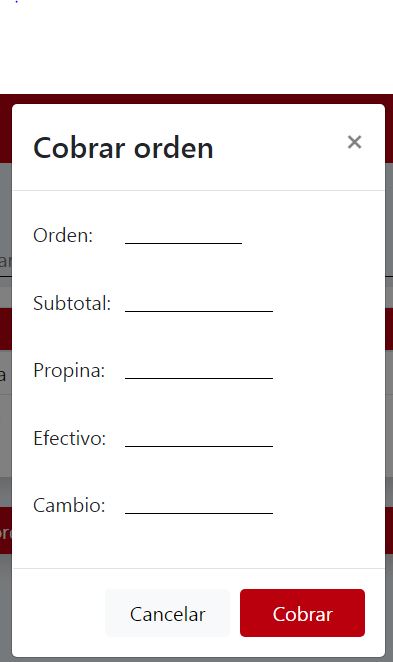 Cobrar orden
×
Orden:
Subtotal:
Propina:
Efectivo:
Cambio:
Cancelar
Cobrar